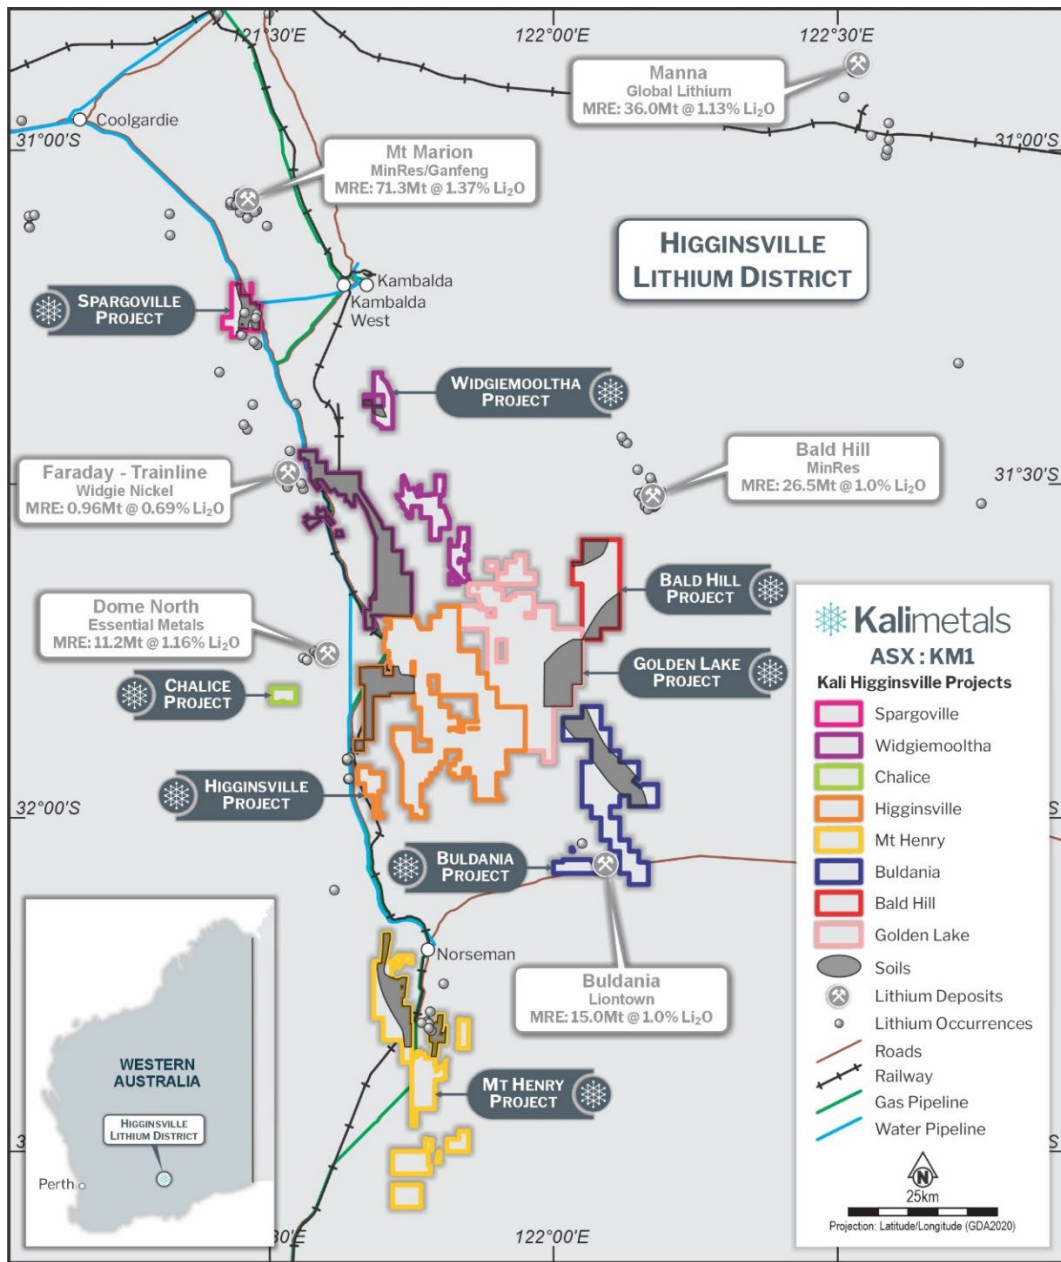 121°30'E
122°00'E
122°30'E
Manna
Global Lithium
MRE: 36.0Mt @ 1.13% Li₂O
Coolgardie
31°00'S
31°00'S
Mt Marion
MinRes/Ganfeng
MRE: 71.3Mt @ 1.37% Li₂O
HIGGINSVILLE
LITHIUM DISTRICT
SPARGOVILLE
PROJECT
Kambalda
Kambalda
West
WIDGIEMOOLTHA
PROJECT
Faraday - Trainline
Widgie Nickel
MRE: 0.96Mt @ 0.69% Li₂O
Bald Hill
MinRes
MRE: 26.5Mt @ 1.0% Li₂O
31°30'S
BALD HILL
PROJECT
Dome North
Essential Metals
MRE: 11.2Mt @ 1.16% Li₂O
GOLDEN LAKE
PROJECT
CHALICE
PROJECT
HIGGINSVILLE
PROJECT
32°00'S
BULDANIA
PROJECT
Norseman
Buldania
Liontown
MRE: 15.0Mt @ 1.0% Li₂O
MT HENRY
PROJECT
122°00'E
Kalimetals
ASX : KM1
Kali Higginsville Projects
Spargoville
Widgiemooltha
Chalice
Higginsville
Mt Henry
Buldania
Bald Hill
Golden Lake
Soils
Lithium Deposits
Lithium Occurrences
Roads
Railway
Gas Pipeline
Water Pipeline
N
25km
Projection: Latitude/Longitude (GDA2020)
WESTERN
AUSTRALIA
HIGGINSVILLE
LITHIUM DISTRICT
Perth